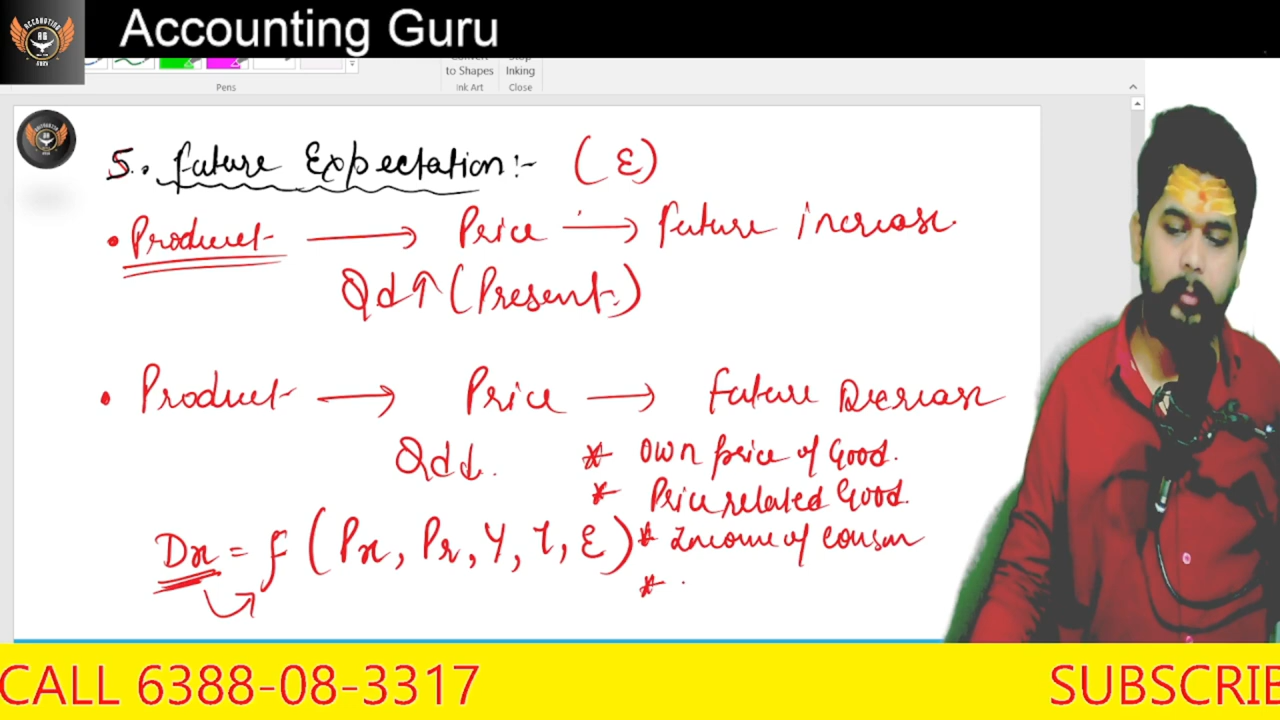 Accounting Guru
to Shapes
Inking
Pens
Ink Art
Close
5. Future Expectation :- (E)
• Product → Price → Future increase
Qd↑ (Present)
• Product → Price → Future Decrease
Qd↓.
* Own price of Good.
* Price related Good.
Dx = f (Px, Pr, Y, T, E)
* Income of consum
*
CALL 6388-08-3317
SUBSCRIBE